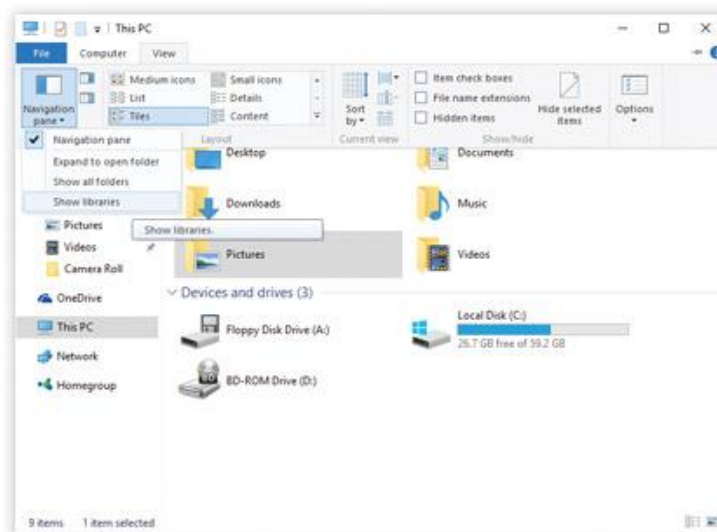 This PC
File Computer View
Navigation pane
Medium icons Small icons
List Details
Tiles Content
Layout
Sort by
Current view
Item check boxes
File name extensions
Hidden items
Hide selected items
Show/hide
Options
Navigation pane
Expand to open folder
Show all folders
Show libraries
Show libraries.
Pictures
Videos
Camera Roll
OneDrive
This PC
Network
Homegroup
Desktop Documents
Downloads Music
Pictures Videos
Devices and drives (3)
Floppy Disk Drive (A:)
Local Disk (C:)
26.7 GB free of 59.2 GB
BD
BD-ROM Drive (D:)
9 items 1 item selected